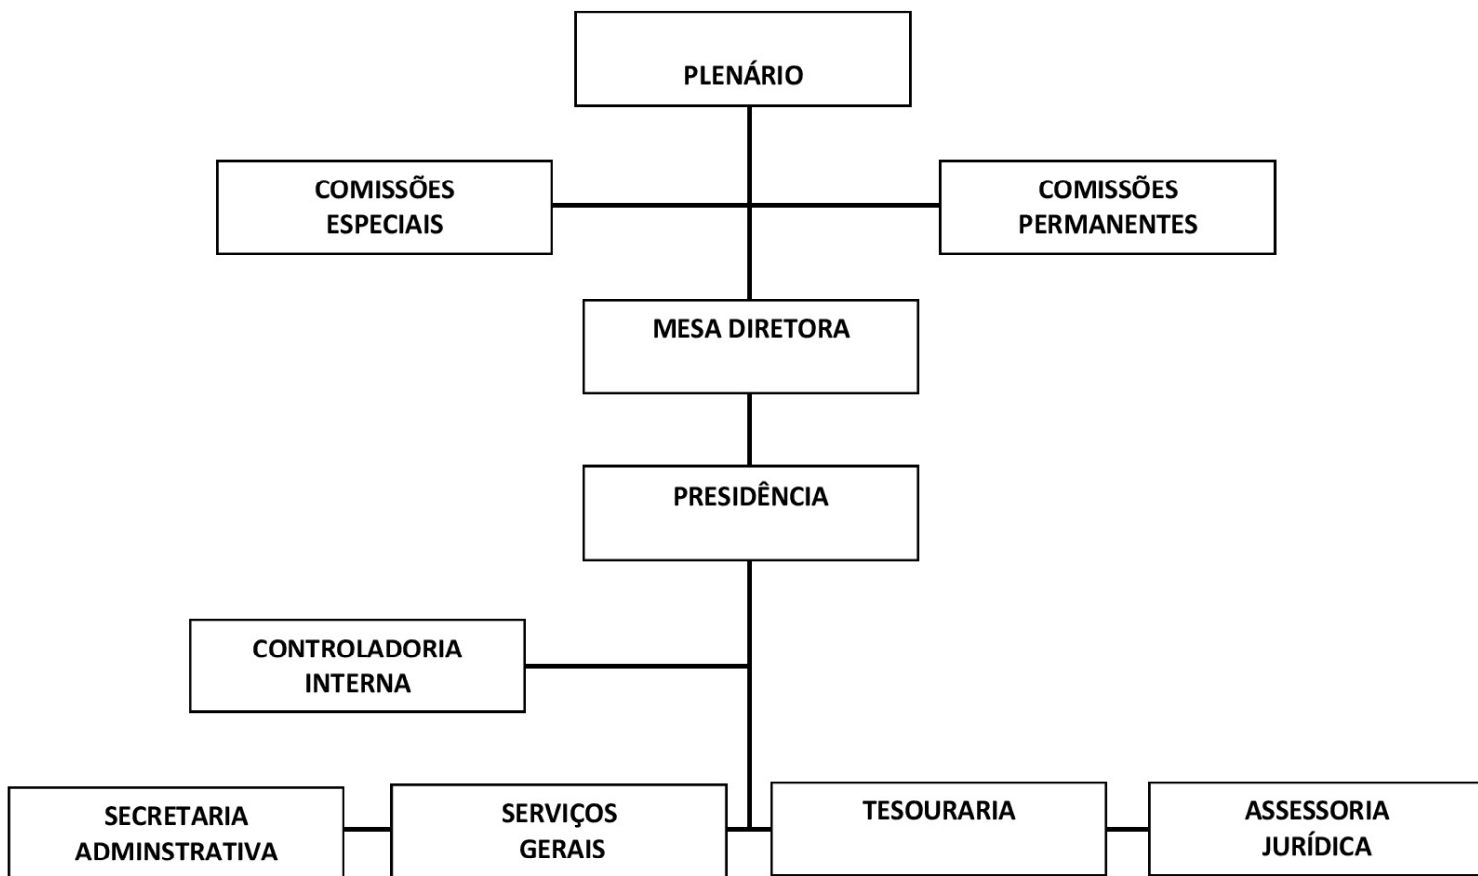 PLENÁRIO
COMISSÕES
ESPECIAIS
COMISSÕES
PERMANENTES
MESA DIRETORA
PRESIDÊNCIA
CONTROLADORIA
INTERNA
SECRETARIA
ADMINSTRATIVA
SERVIÇOS
GERAIS
TESOURARIA
ASSESSORIA
JURÍDICA